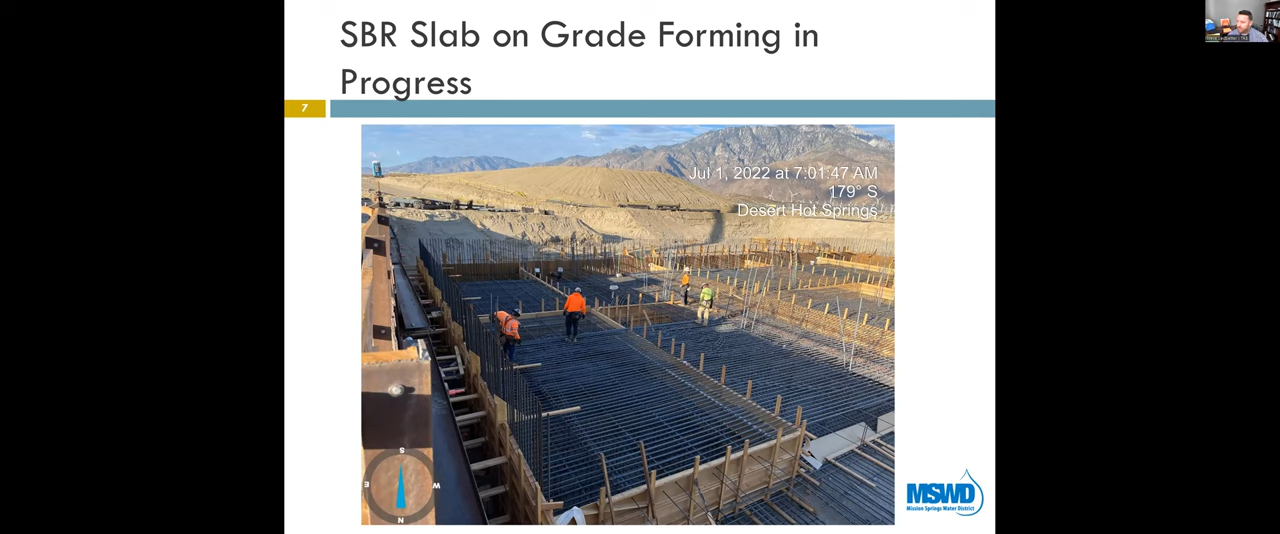 SBR Slab on Grade Forming in
Progress
7
Jul 1, 2022 at 7:01:47 AM
179° S
Desert Hot Springs
S
E
W
N
MSWD
Mission Springs Water District